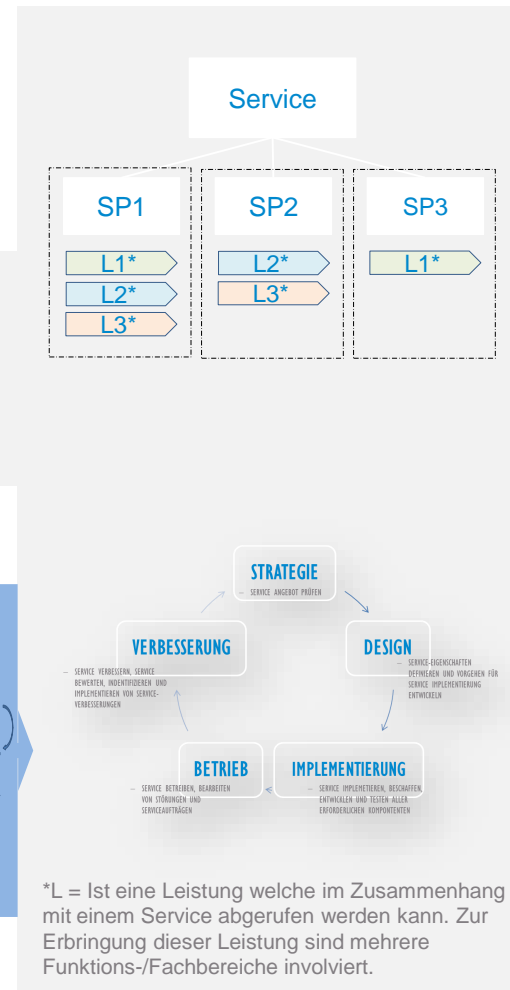 Service
SP1
SP2
SP3
L1*
L2*
L3*
L2*
L3*
L1*
STRATEGIE
– SERVICE ANGEBOT PRÜFEN
VERBESSERUNG
– SERVICE VERBESSERN, SERVICE
BEWERTEN, INDENTIFIZIEREN UND
IMPLEMENTIEREN VON SERVICE-
VERBESSERUNGEN
DESIGN
– SERVICE-EIGENSCHAFTEN
DEFINIEREN UND VORGEHEN FÜR
SERVICE IMPLEMENTIERUNG
ENTWICKELN
BETRIEB
– SERVICE BETREIBEN, BEARBEITEN
VON STÖRUNGEN UND
SERVICEAUFTRÄGEN
IMPLEMENTIERUNG
– SERVICE IMPLEMETIEREN, BESCHAFFEN,
ENTWICKLEN UND TESTEN ALLER
ERFORDERLICHEN KOMPONTENTEN
*L = Ist eine Leistung welche im Zusammenhang
mit einem Service abgerufen werden kann. Zur
Erbringung dieser Leistung sind mehrere
Funktions-/Fachbereiche involviert.